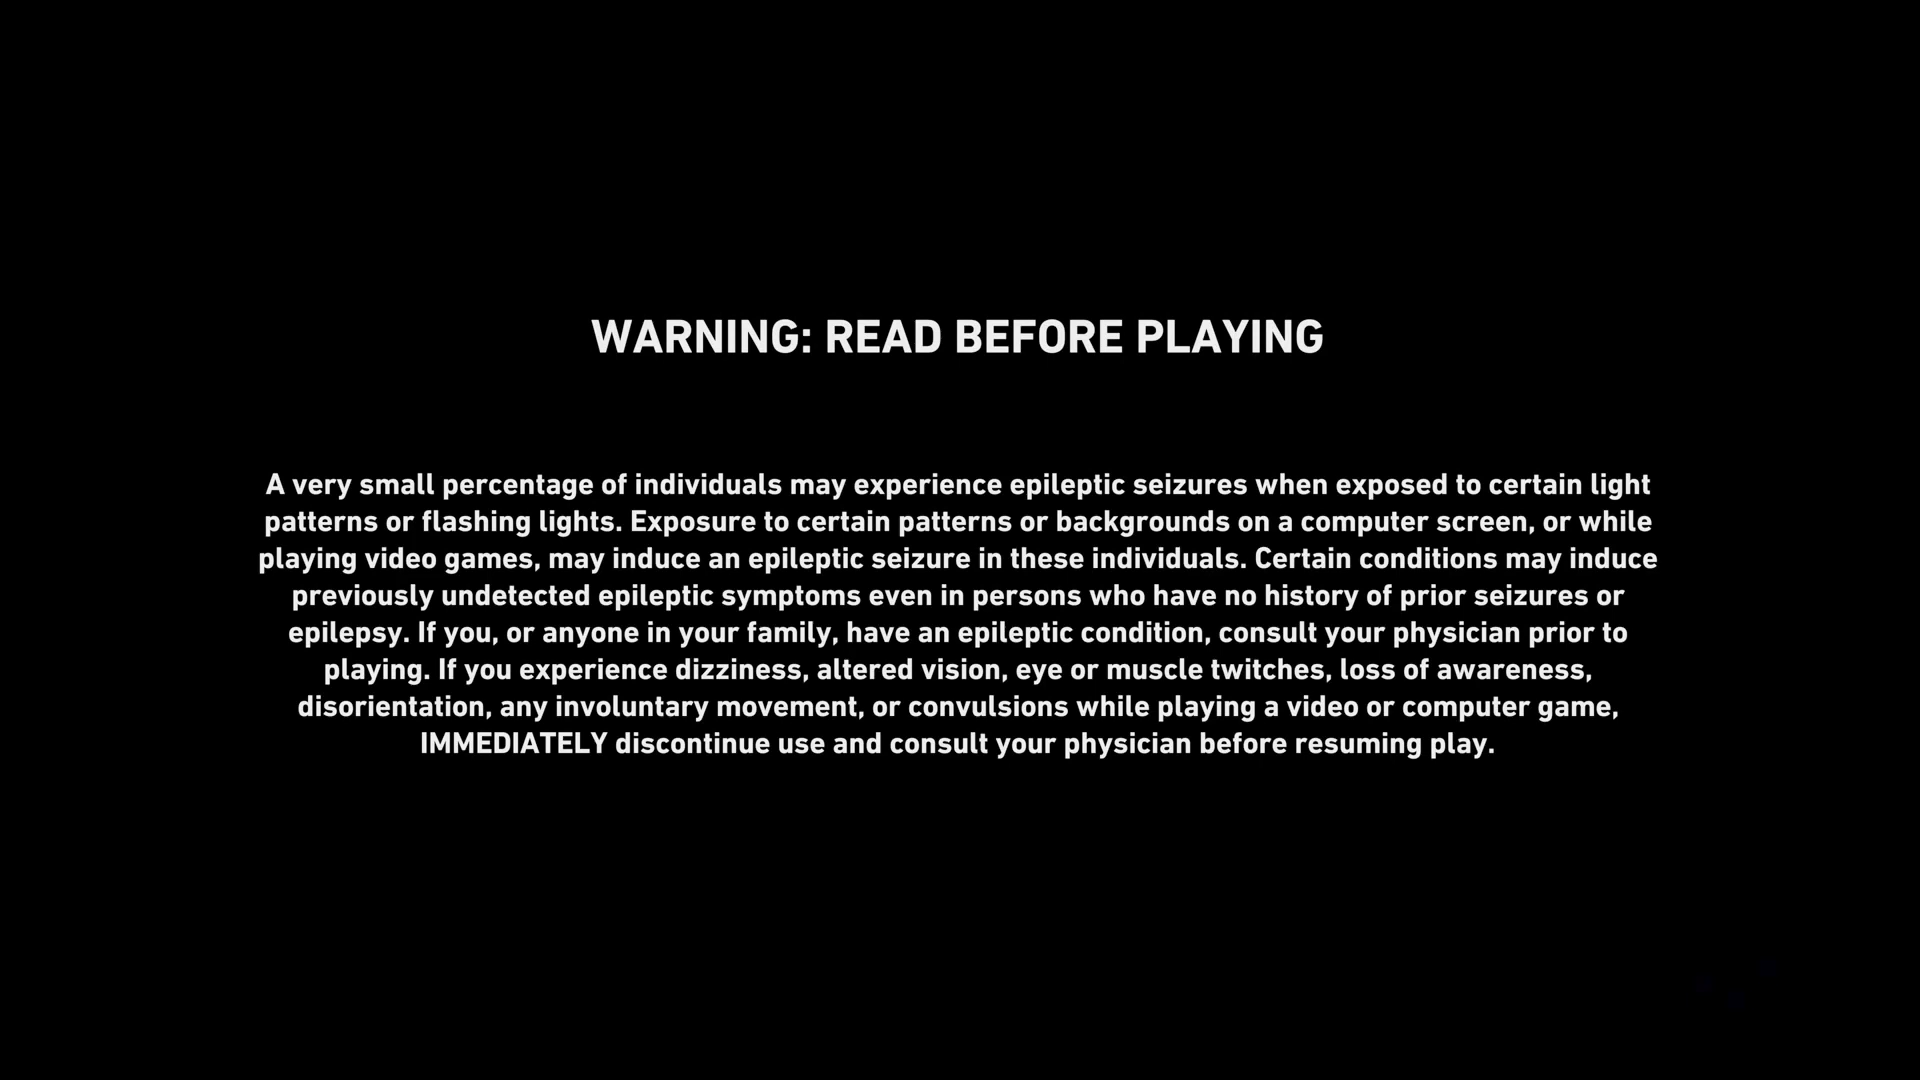 WARNING: READ BEFORE PLAYING
A very small percentage of individuals may experience epileptic seizures when exposed to certain light
patterns or flashing lights. Exposure to certain patterns or backgrounds on a computer screen, or while
playing video games, may induce an epileptic seizure in these individuals. Certain conditions may induce
previously undetected epileptic symptoms even in persons who have no history of prior seizures or
epilepsy. If you, or anyone in your family, have an epileptic condition, consult your physician prior to
playing. If you experience dizziness, altered vision, eye or muscle twitches, loss of awareness,
disorientation, any involuntary movement, or convulsions while playing a video or computer game,
IMMEDIATELY discontinue use and consult your physician before resuming play.